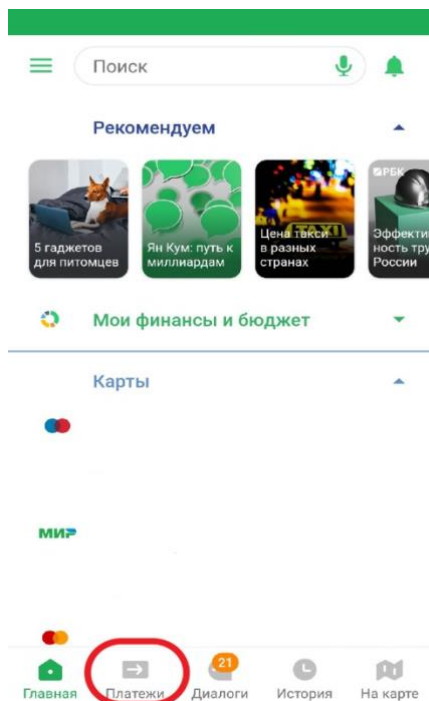 Поиск
Рекомендуем
5 гаджетов
для питомцев
Ян Кум: путь к
миллиардам
TAXI
Цена такси
в разных
странах
РБК
Эффекти
ность тру
России
Мои финансы и бюджет
Карты
МИР
21
Главная
Платежи
Диалоги
История
На карте